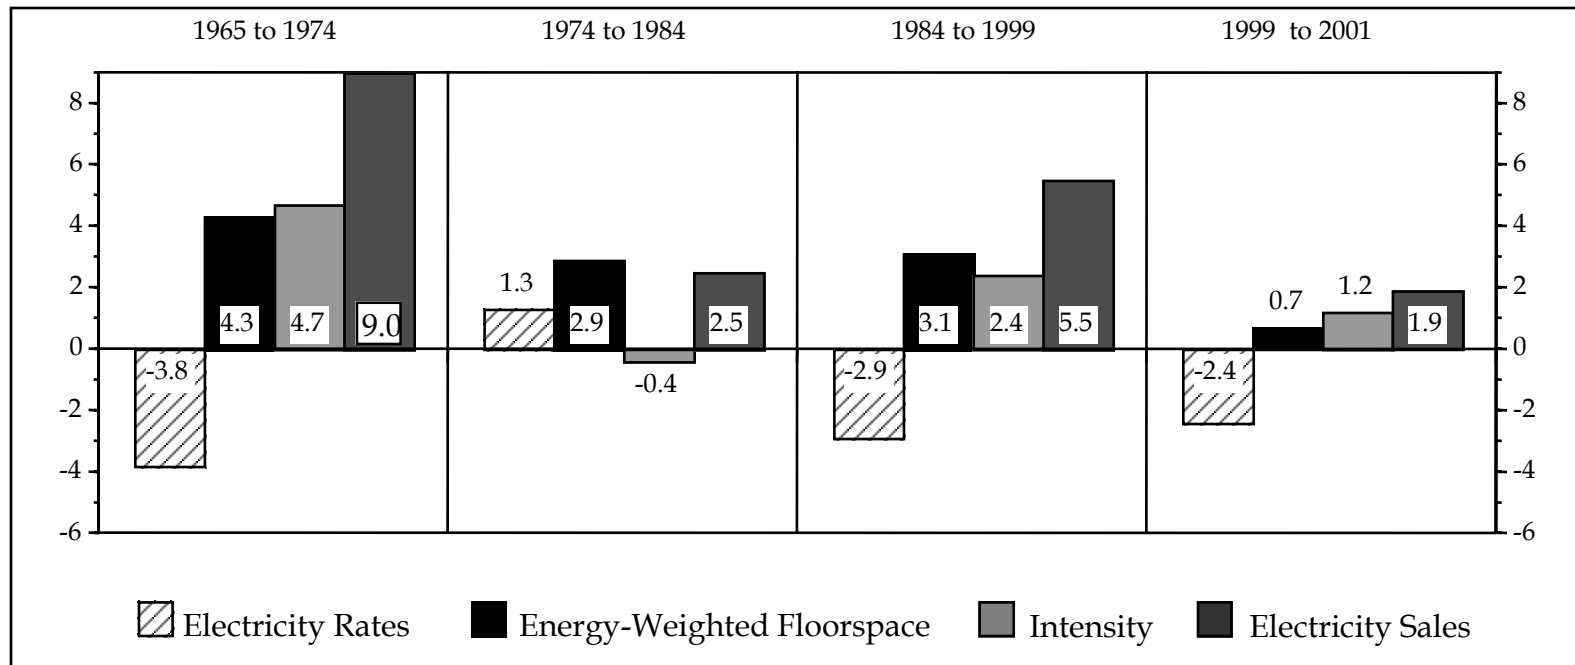 1965 to 1974 1974 to 1984 1984 to 1999 1999 to 2001
8 8
6 6
4 4
1.3 1.2
2 0.7 2
4.3 4.7 9.0 2.9 2.5 3.1 2.4 5.5 1.9
0 0
-3.8 -0.4 -2.9 -2.4
-2 -2
-4 -4
-6 -6
Electricity Rates Energy-Weighted Floorspace Intensity Electricity Sales